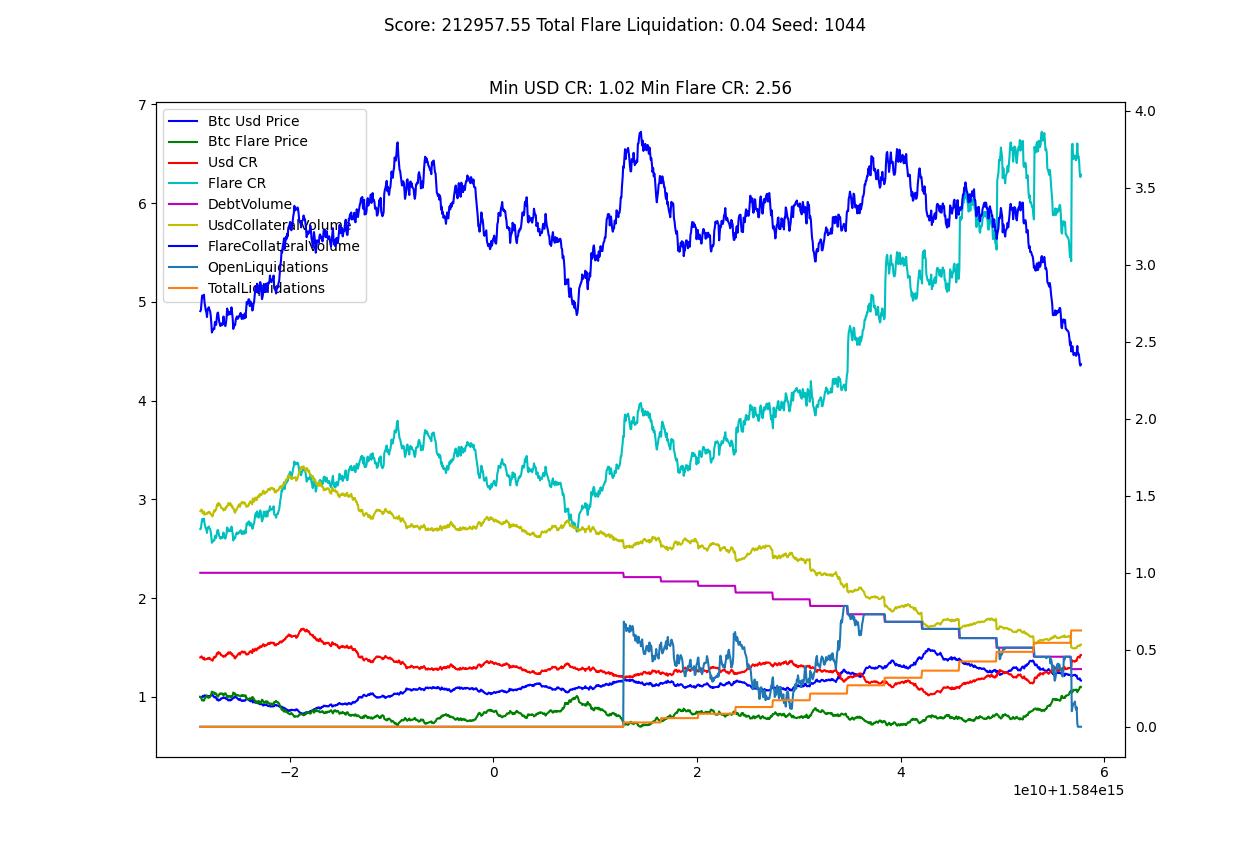 Score: 212957.55 Total Flare Liquidation: 0.04 Seed: 1044
Min USD CR: 1.02 Min Flare CR: 2.56
7
6
5
4
3
2
1
Btc Usd Price
Btc Flare Price
Usd CR
Flare CR
DebtVolume
UsdCollateralVolume
FlareCollateralVolume
OpenLiquidations
TotalLiquidations
4.0
3.5
3.0
2.5
2.0
1.5
1.0
0.5
0.0
−2
0
2
4
6
1e10+1.584e15